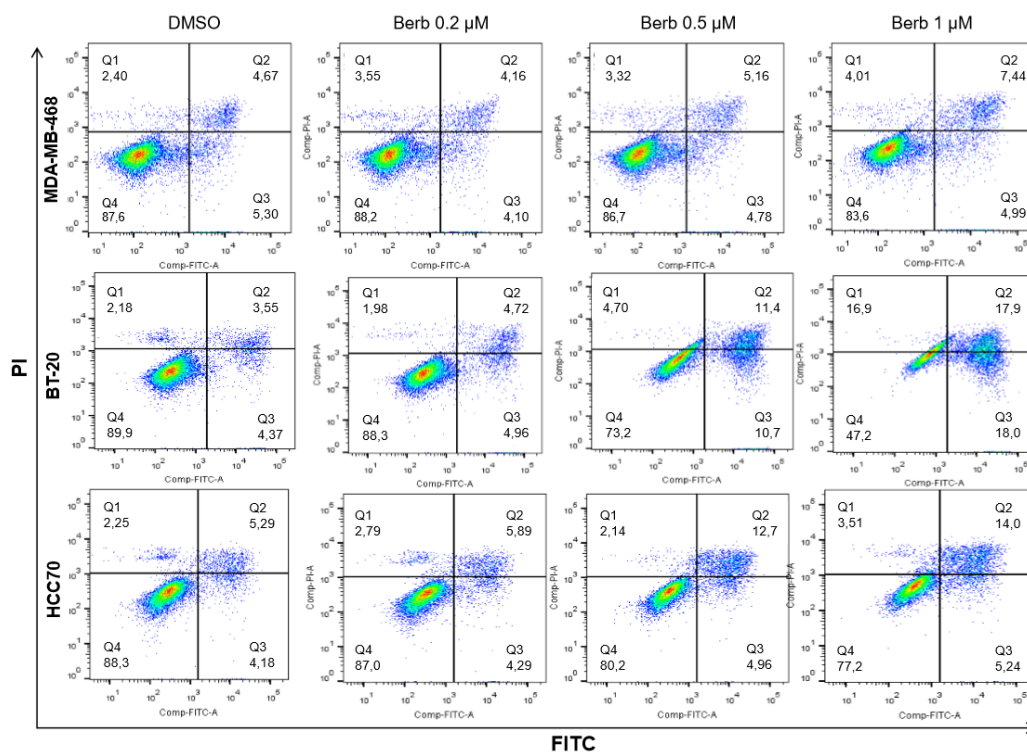 DMSO
Berb 0.2 µM
Berb 0.5 µM
Berb 1 µM
MDA-MB-468
Q1
2,40
Q2
4,67
Q4
87,6
Q3
5,30
Comp-FITC-A
Q1
3,55
Q2
4,16
Q4
88,2
Q3
4,10
Comp-PI-A
Comp-FITC-A
Q1
3,32
Q2
5,16
Q4
86,7
Q3
4,78
Comp-PI-A
Comp-FITC-A
Q1
4,01
Q2
7,44
Q4
83,6
Q3
4,99
Comp-PI-A
Comp-FITC-A
PI
BT-20
Q1
2,18
Q2
3,55
Q4
89,9
Q3
4,37
Comp-FITC-A
Q1
1,98
Q2
4,72
Q4
88,3
Q3
4,96
Comp-PI-A
Comp-FITC-A
Q1
4,70
Q2
11,4
Q4
73,2
Q3
10,7
Comp-PI-A
Comp-FITC-A
Q1
16,9
Q2
17,9
Q4
47,2
Q3
18,0
Comp-PI-A
Comp-FITC-A
HCC70
Q1
2,25
Q2
5,29
Q4
88,3
Q3
4,18
Comp-FITC-A
Q1
2,79
Q2
5,89
Q4
87,0
Q3
4,29
Comp-PI-A
Comp-FITC-A
Q1
2,14
Q2
12,7
Q4
80,2
Q3
4,96
Comp-PI-A
Comp-FITC-A
Q1
3,51
Q2
14,0
Q4
77,2
Q3
5,24
Comp-PI-A
Comp-FITC-A
FITC